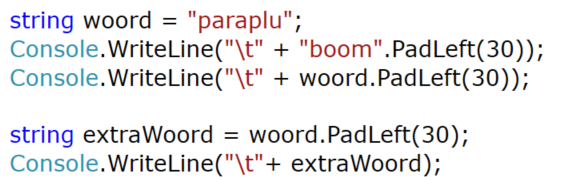 string woord = "paraplu";
Console.WriteLine("\t" + "boom".PadLeft(30));
Console.WriteLine("\t" + woord.PadLeft(30));
string extraWoord = woord.PadLeft(30);
Console.WriteLine("\t"+ extraWoord);